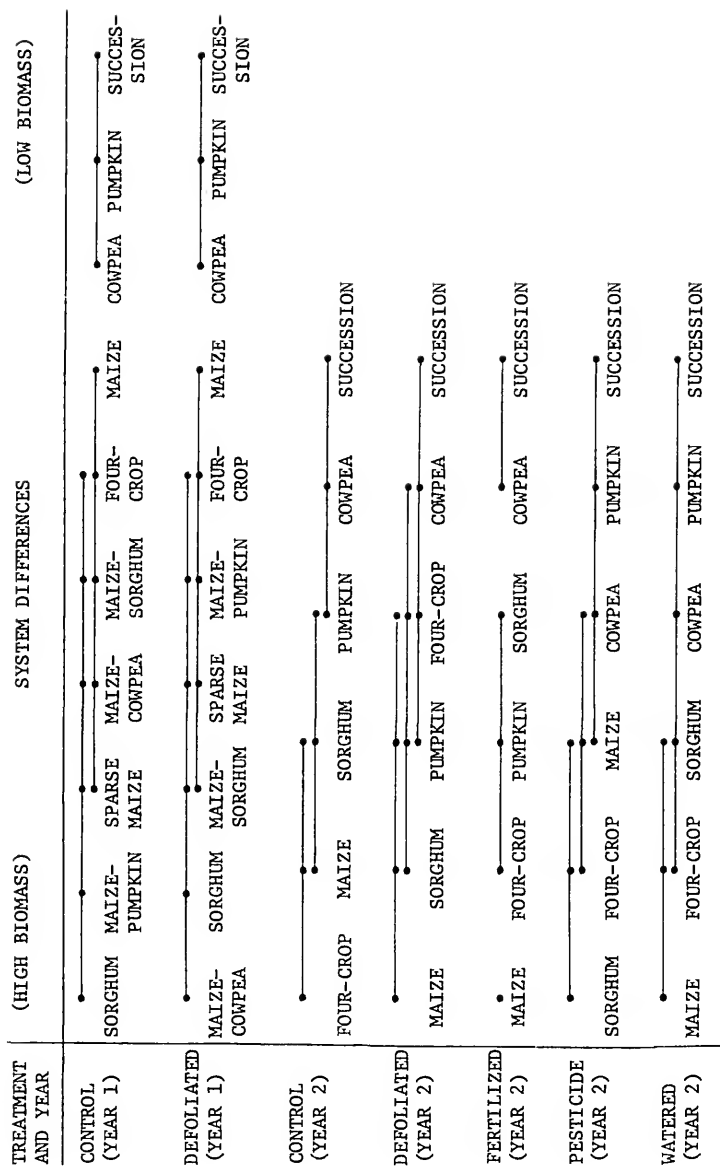 TREATMENT AND YEAR
(HIGH BIOMASS) SYSTEM DIFFERENCES (LOW BIOMASS)
CONTROL (YEAR 1)
SORGHUM MAIZE-PUMPKIN SPARSE MAIZE MAIZE-COWPEA MAIZE-SORGHUM FOUR-CROP MAIZE COWPEA PUMPKIN SUCCES-SION
DEFOLIATED (YEAR 1)
MAIZE-COWPEA SORGHUM MAIZE-SORGHUM SPARSE MAIZE MAIZE-PUMPKIN FOUR-CROP MAIZE COWPEA PUMPKIN SUCCES-SION
CONTROL (YEAR 2)
FOUR-CROP MAIZE SORGHUM PUMPKIN COWPEA SUCCESSION
DEFOLIATED (YEAR 2)
MAIZE SORGHUM PUMPKIN FOUR-CROP COWPEA SUCCESSION
FERTILIZED (YEAR 2)
MAIZE FOUR-CROP PUMPKIN SORGHUM COWPEA SUCCESSION
PESTICIDE (YEAR 2)
SORGHUM FOUR-CROP MAIZE COWPEA PUMPKIN SUCCESSION
WATERED (YEAR 2)
MAIZE FOUR-CROP SORGHUM COWPEA PUMPKIN SUCCESSION